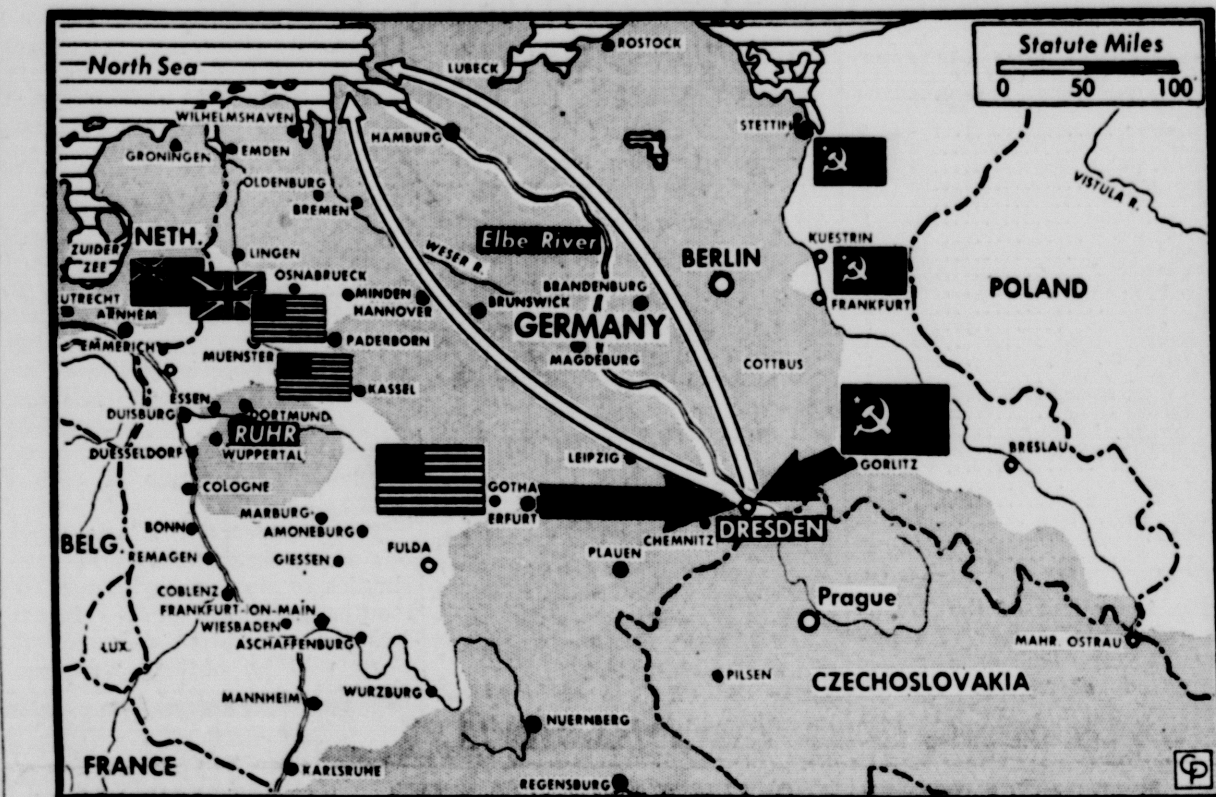 North Sea
ROSTOCK
LUBECK
Statute Miles
0 50 100
WILHELMSHAVEN
HAMBURG
STETTIN
GRONINGEN
EMDEN
VISTULA R.
OLDENBURG
BREMEN
NETH.
ZUIDER
ZEE
LINGEN
Elbe River
WESER R.
BERLIN
KUESTRIN
OSNABRUECK
UTRECHT
ARNHEM
MINDEN
HANNOVER
BRUNSWICK
BRANDENBURG
FRANKFURT
POLAND
GERMANY
EMMERICH
MUENSTER
PADERBORN
MAGDEBURG
COTTBUS
KASSEL
ESSEN
DUISBURG
DORTMUND
RUHR
WUPPERTAL
DUESSELDORF
LEIPZIG
GORLITZ
BRESLAU
COLOGNE
GOTHA
ERFURT
MARBURG
AMONEBURG
DRESDEN
CHEMNITZ
BONN
BELG.
REMAGEN
GIESSEN
FULDA
PLAUEN
COBLENZ
FRANKFURT-ON-MAIN
WIESBADEN
ASCHAFFENBURG
Prague
LUX.
MAHR. OSTRAU
MANNHEIM
WURZBURG
PILSEN
CZECHOSLOVAKIA
NUERNBERG
FRANCE
KARLSRUHE
REGENSBURG
CP